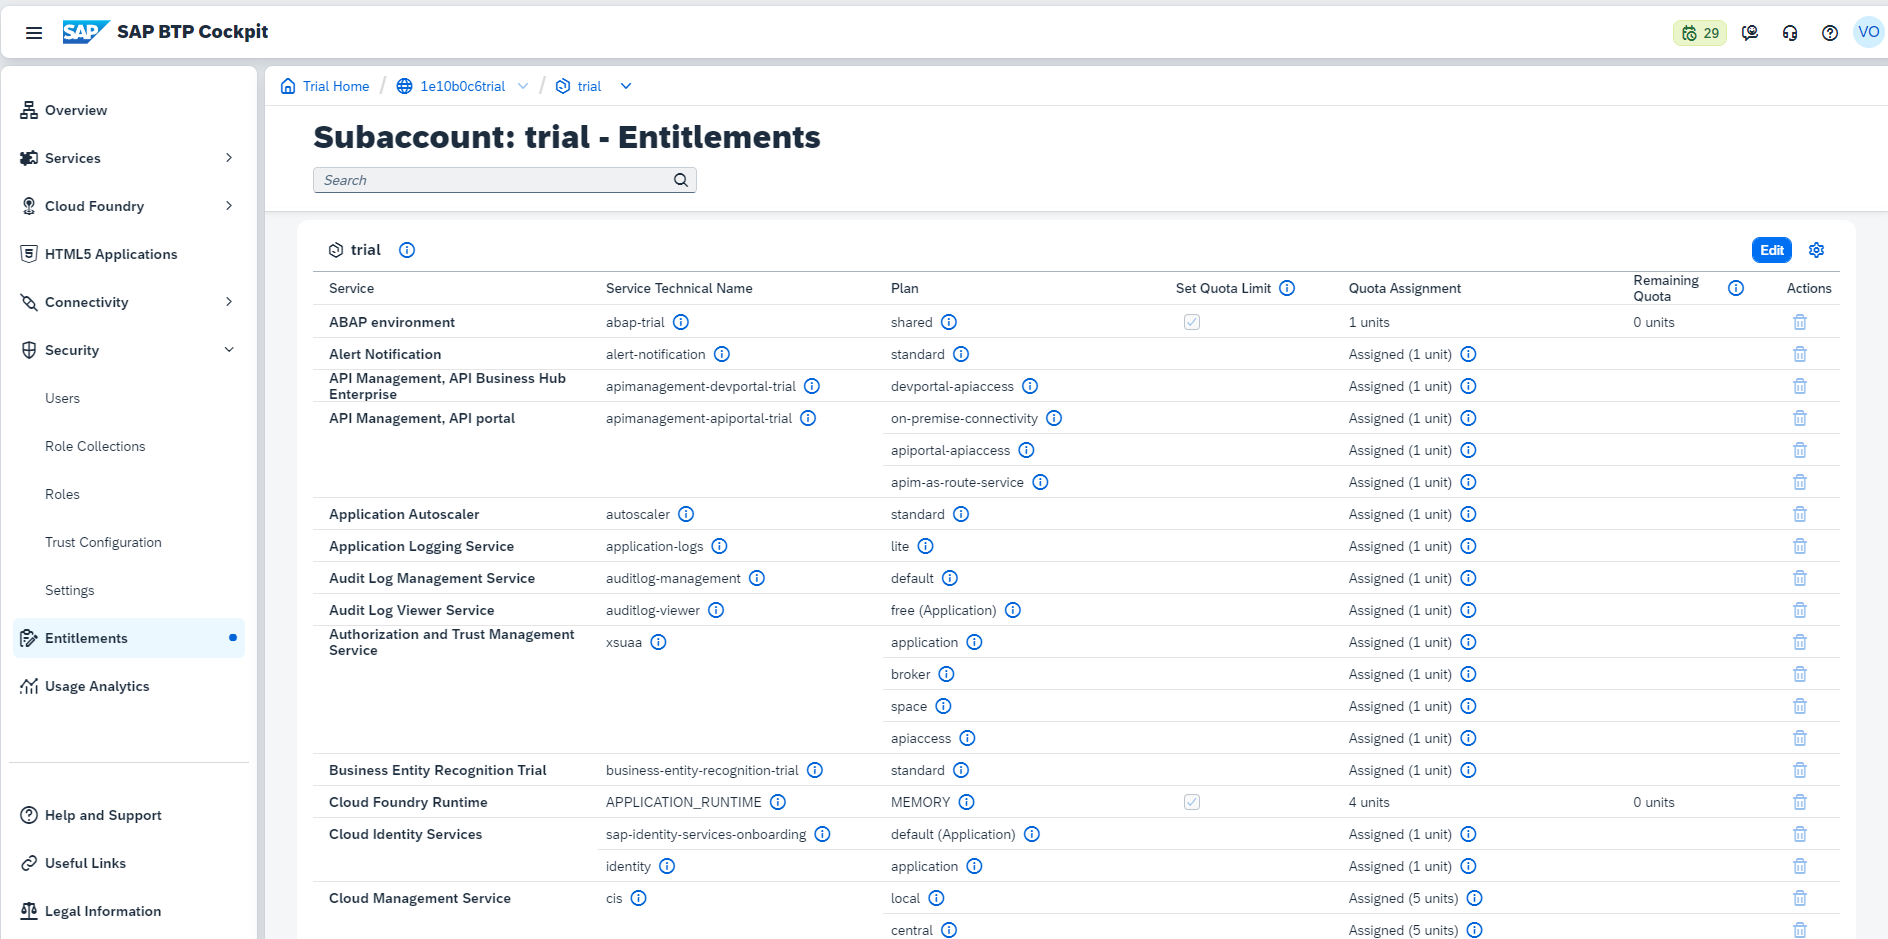 SAP SAP BTP Cockpit 29 VO
Overview
Services
Cloud Foundry
HTML5 Applications
Connectivity
Security
Users
Role Collections
Roles
Trust Configuration
Settings
Entitlements
Usage Analytics
Help and Support
Useful Links
Legal Information
Trial Home / 1e10b0c6trial / trial
Subaccount: trial - Entitlements
Search
trial Edit
Service Service Technical Name Plan Set Quota Limit Quota Assignment Remaining Quota Actions
ABAP environment abap-trial shared 1 units 0 units
Alert Notification alert-notification standard Assigned (1 unit)
API Management, API Business Hub Enterprise apimanagement-devportal-trial devportal-apiaccess Assigned (1 unit)
API Management, API portal apimanagement-apiportal-trial on-premise-connectivity Assigned (1 unit)
apiportal-apiaccess Assigned (1 unit)
apim-as-route-service Assigned (1 unit)
Application Autoscaler autoscaler standard Assigned (1 unit)
Application Logging Service application-logs lite Assigned (1 unit)
Audit Log Management Service auditlog-management default Assigned (1 unit)
Audit Log Viewer Service auditlog-viewer free (Application) Assigned (1 unit)
Authorization and Trust Management Service xsuaa application Assigned (1 unit)
broker Assigned (1 unit)
space Assigned (1 unit)
apiaccess Assigned (1 unit)
Business Entity Recognition Trial business-entity-recognition-trial standard Assigned (1 unit)
Cloud Foundry Runtime APPLICATION_RUNTIME MEMORY 4 units 0 units
Cloud Identity Services sap-identity-services-onboarding default (Application) Assigned (1 unit)
identity application Assigned (1 unit)
Cloud Management Service cis local Assigned (5 units)
central Assigned (5 units)